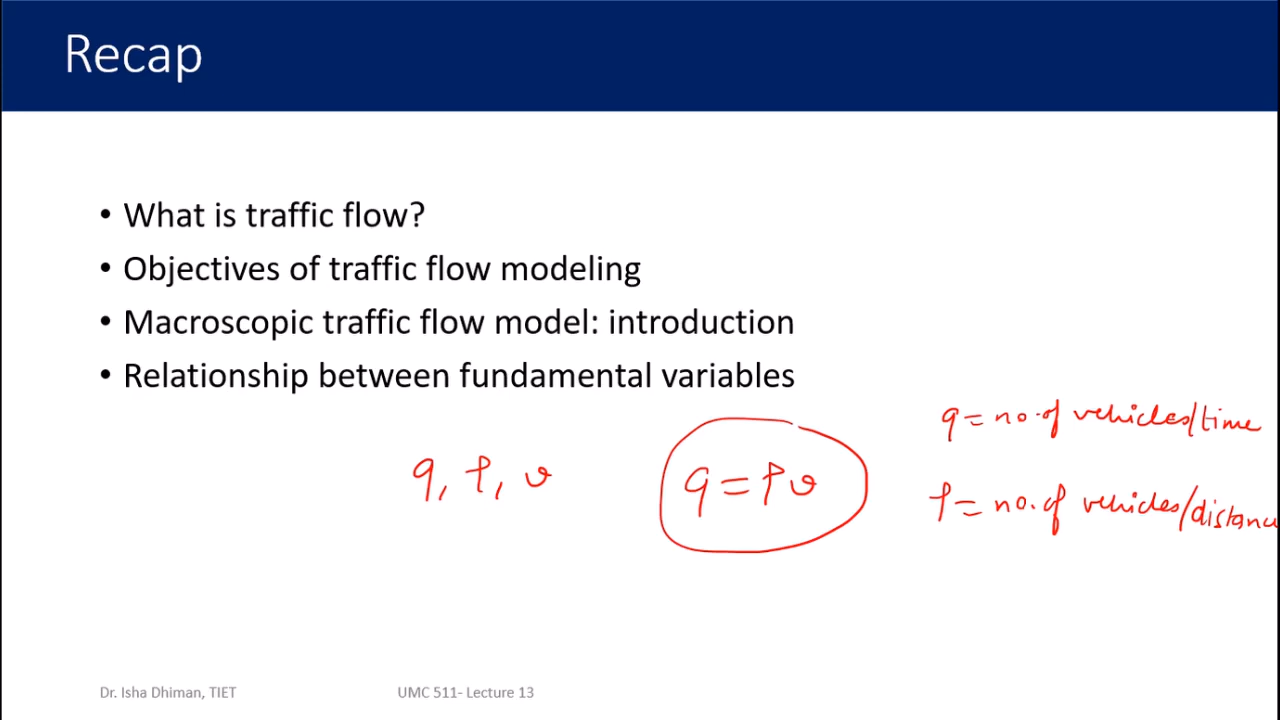 Recap
• What is traffic flow?
• Objectives of traffic flow modeling
• Macroscopic traffic flow model: introduction
• Relationship between fundamental variables
q = no. of vehicles/time
q, ρ, v
q = ρv
ρ = no. of vehicles/distance
Dr. Isha Dhiman, TIET
UMC 511- Lecture 13